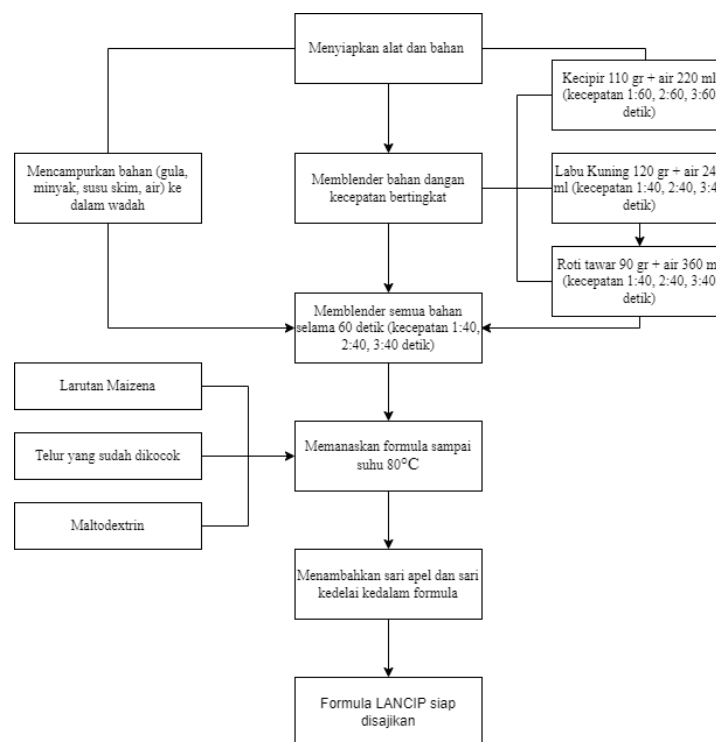 Menyiapkan alat dan bahan
Kecipir 110 gr + air 220 ml
(kecepatan 1:60, 2:60, 3:60
detik)
Mencampurkan bahan (gula,
minyak, susu skim, air) ke
dalam wadah
Memblender bahan dangan
kecepatan bertingkat
Labu Kuning 120 gr + air 24
ml (kecepatan 1:40, 2:40, 3:4
detik)
Roti tawar 90 gr + air 360 m
(kecepatan 1:40, 2:40, 3:40
detik)
Memblender semua bahan
selama 60 detik (kecepatan 1:40,
2:40, 3:40 detik)
Larutan Maizena
Telur yang sudah dikocok
Maltodextrin
Memanaskan formula sampai
suhu 80°C
Menambahkan sari apel dan sari
kedelai kedalam formula
Formula LANCIP siap
disajikan